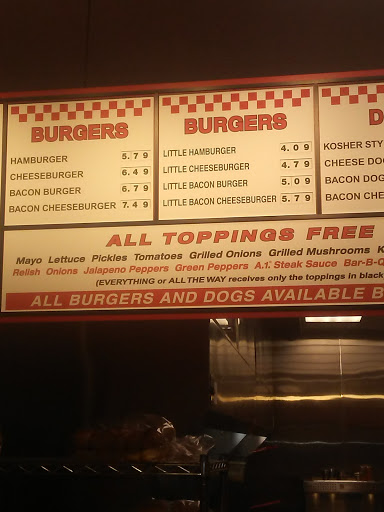 BURGERS
HAMBURGER 5.79
CHEESEBURGER 6.49
BACON BURGER 6.79
BACON CHEESEBURGER 7.49
BURGERS
LITTLE HAMBURGER 4.09
LITTLE CHEESEBURGER 4.79
LITTLE BACON BURGER 5.09
LITTLE BACON CHEESEBURGER 5.79
D
KOSHER STY
CHEESE DO
BACON DOG
BACON CHE
ALL TOPPINGS FREE
Mayo Lettuce Pickles Tomatoes Grilled Onions Grilled Mushrooms K
Relish Onions Jalapeno Peppers Green Peppers A.1. Steak Sauce Bar-B-Q
(EVERYTHING or ALL THE WAY receives only the toppings in black
ALL BURGERS AND DOGS AVAILABLE B